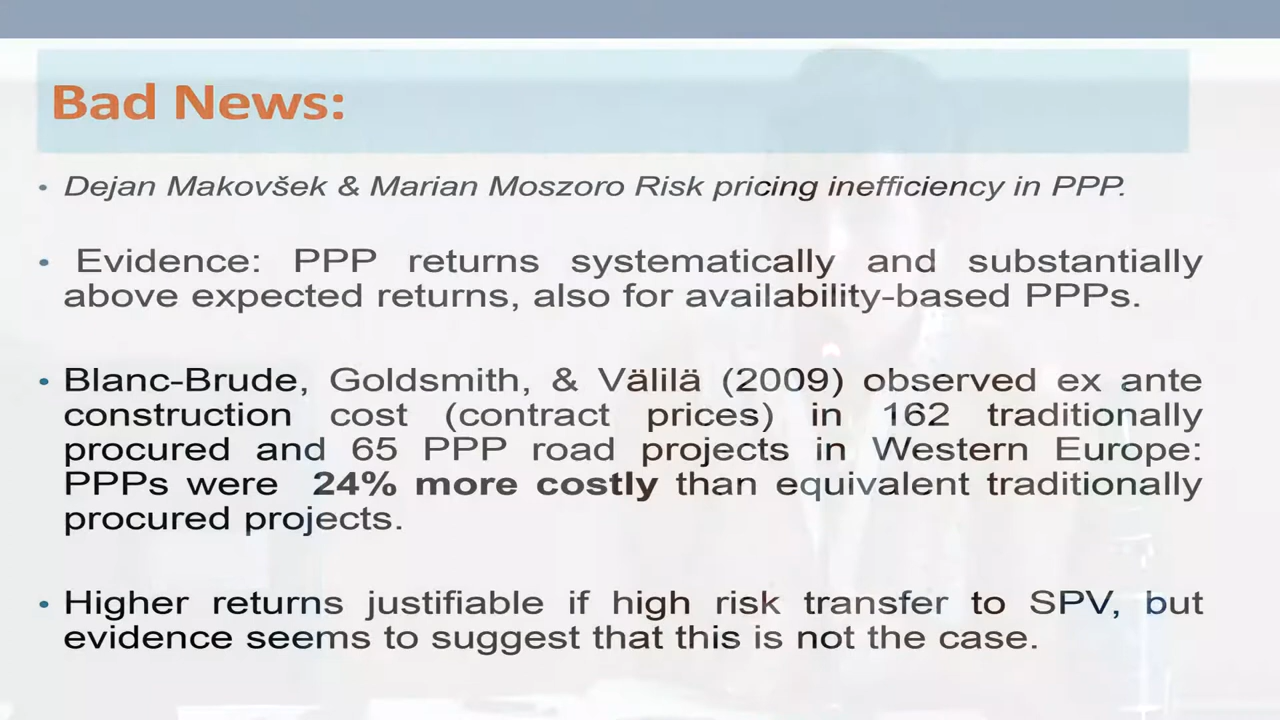 Bad News:
• Dejan Makovšek & Marian Moszoro Risk pricing inefficiency in PPP.
• Evidence: PPP returns systematically and substantially
above expected returns, also for availability-based PPPs.
• Blanc-Brude, Goldsmith, & Välilä (2009) observed ex ante
construction cost (contract prices) in 162 traditionally
procured and 65 PPP road projects in Western Europe:
PPPs were 24% more costly than equivalent traditionally
procured projects.
• Higher returns justifiable if high risk transfer to SPV, but
evidence seems to suggest that this is not the case.